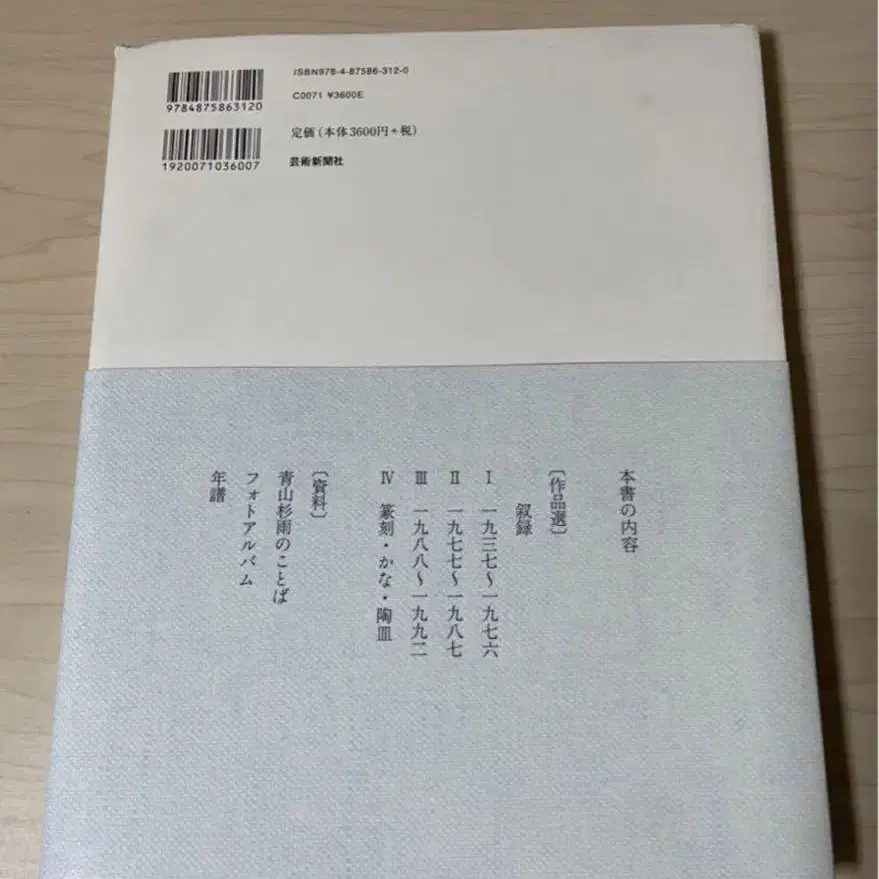 ISBN978-4-87586-312-0
9784875863120
C0071 ¥3600E
定価(本体3600円+税)
1920071036007
芸術新聞社
本書の内容
〔作品選〕
叙録
Ⅰ 一九三七〜一九七六
Ⅱ 一九七七〜一九八七
Ⅲ 一九八八〜一九九二
Ⅳ 篆刻・かな・陶皿
〔資料〕
青山杉雨のことば
フォトアルバム
年譜